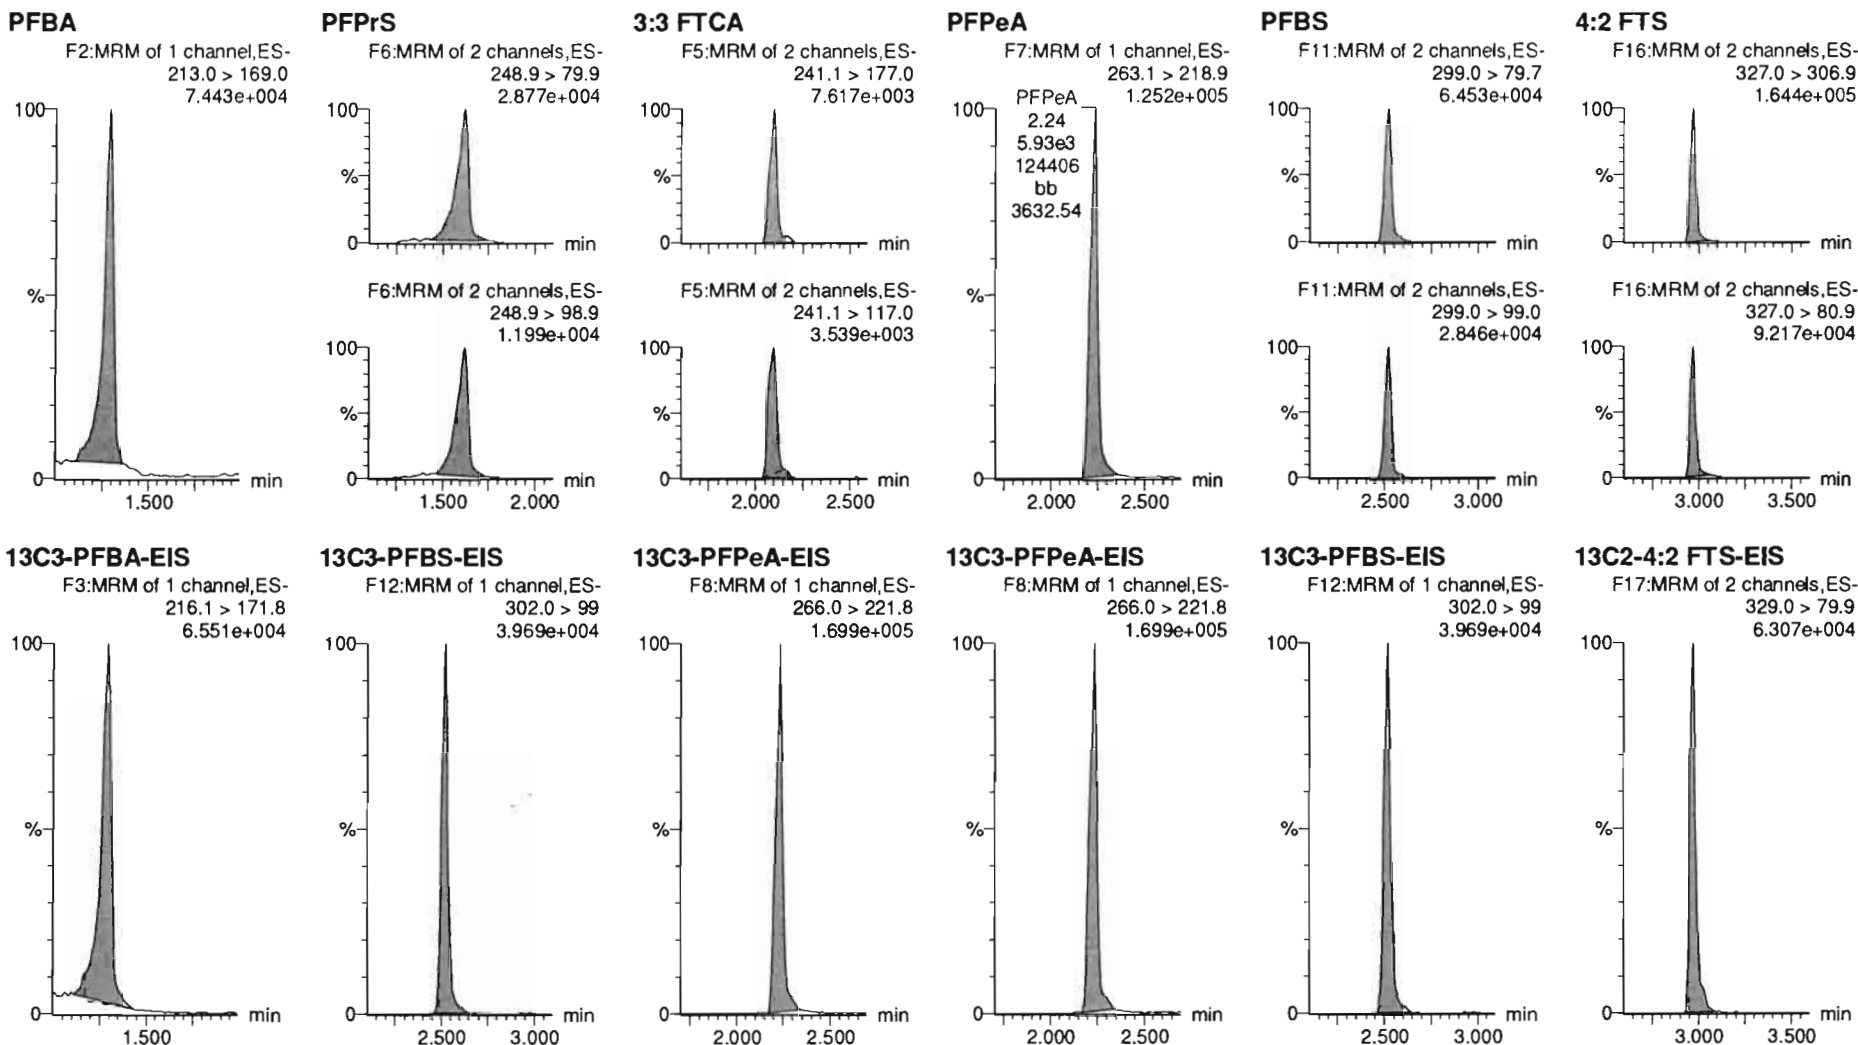 PFBA
F2:MRM of 1 channel,ES-
213.0 > 169.0
7.443e+004
100
%
0
min
1.500
PFPrS
F6:MRM of 2 channels,ES-
248.9 > 79.9
2.877e+004
100
%
0
min
F6:MRM of 2 channels,ES-
248.9 > 98.9
1.199e+004
100
%
0
min
1.500 2.000
3:3 FTCA
F5:MRM of 2 channels,ES-
241.1 > 177.0
7.617e+003
100
%
0
min
F5:MRM of 2 channels,ES-
241.1 > 117.0
3.539e+003
100
%
0
min
2.000 2.500
PFPeA
F7:MRM of 1 channel,ES-
263.1 > 218.9
1.252e+005
PFPeA
2.24
5.93e3
124406
bb
3632.54
100
%
0
min
2.000 2.500
PFBS
F11:MRM of 2 channels,ES-
299.0 > 79.7
6.453e+004
100
%
0
min
F11:MRM of 2 channels,ES-
299.0 > 99.0
2.846e+004
100
%
0
min
2.500 3.000
4:2 FTS
F16:MRM of 2 channels,ES-
327.0 > 306.9
1.644e+005
100
%
0
min
F16:MRM of 2 channels,ES-
327.0 > 80.9
9.217e+004
100
%
0
min
3.000 3.500
13C3-PFBA-EIS
F3:MRM of 1 channel,ES-
216.1 > 171.8
6.551e+004
100
%
0
min
1.500
13C3-PFBS-EIS
F12:MRM of 1 channel,ES-
302.0 > 99
3.969e+004
100
%
0
min
2.500 3.000
13C3-PFPeA-EIS
F8:MRM of 1 channel,ES-
266.0 > 221.8
1.699e+005
100
%
0
min
2.000 2.500
13C3-PFPeA-EIS
F8:MRM of 1 channel,ES-
266.0 > 221.8
1.699e+005
100
%
0
min
2.000 2.500
13C3-PFBS-EIS
F12:MRM of 1 channel,ES-
302.0 > 99
3.969e+004
100
%
0
min
2.500 3.000
13C2-4:2 FTS-EIS
F17:MRM of 2 channels,ES-
329.0 > 79.9
6.307e+004
100
%
0
min
3.000 3.500